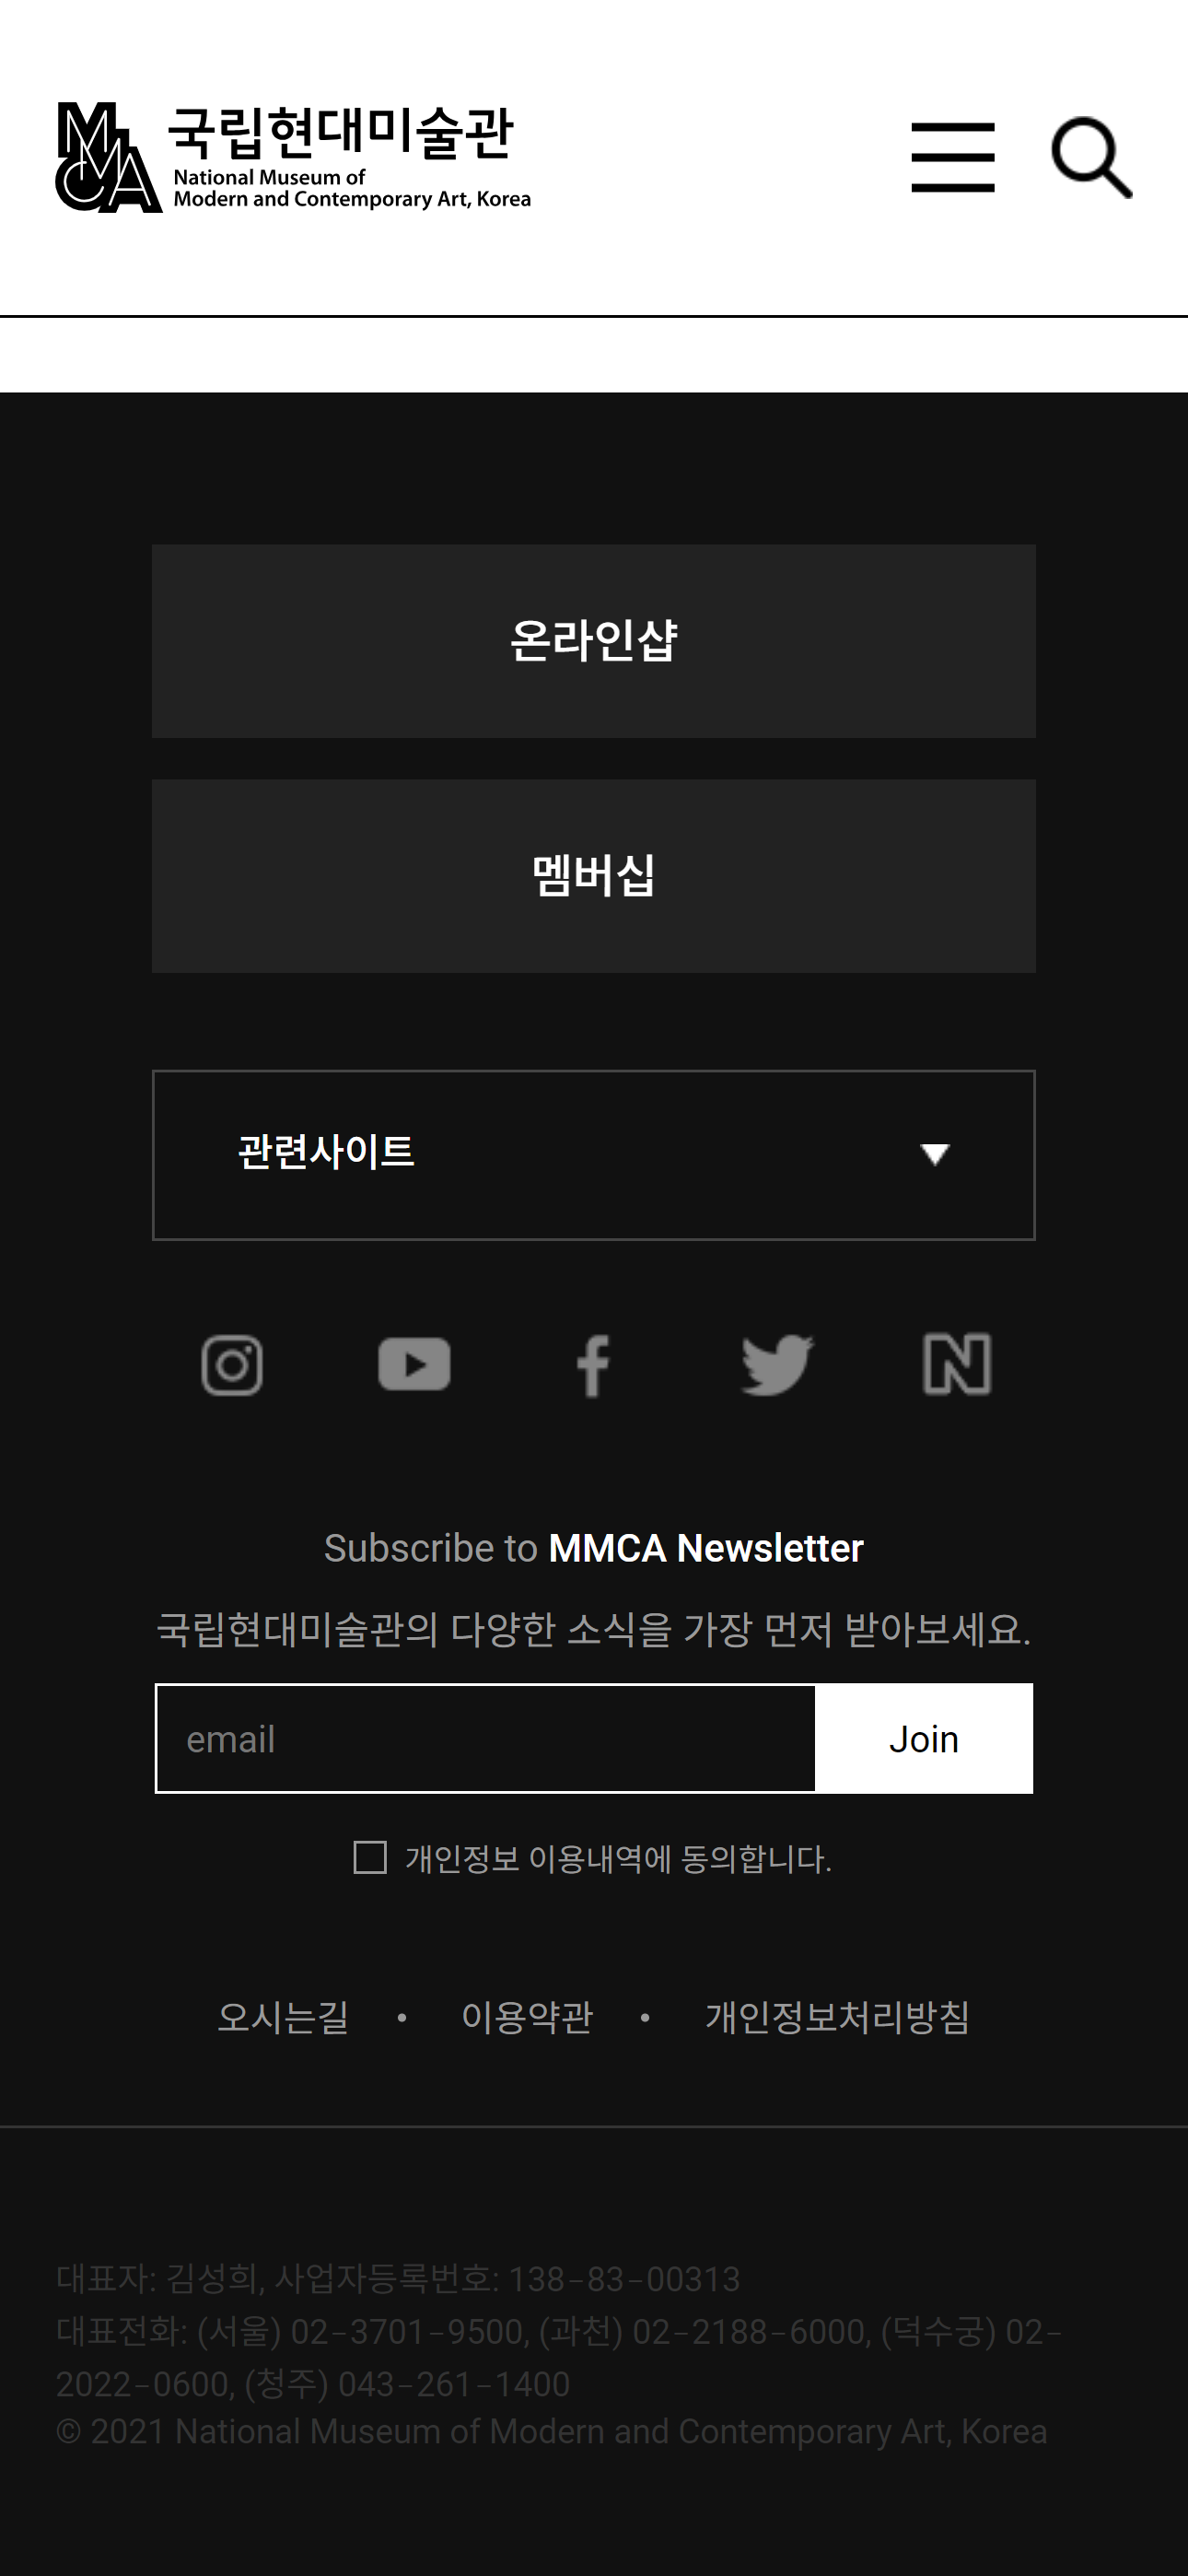 MMCA
국립현대미술관
National Museum of
Modern and Contemporary Art, Korea
온라인샵
멤버십
관련사이트
Subscribe to MMCA Newsletter
국립현대미술관의 다양한 소식을 가장 먼저 받아보세요.
email Join
개인정보 이용내역에 동의합니다.
오시는길 • 이용약관 • 개인정보처리방침
대표자: 김성희, 사업자등록번호: 138-83-00313
대표전화: (서울) 02-3701-9500, (과천) 02-2188-6000, (덕수궁) 02-
2022-0600, (청주) 043-261-1400
© 2021 National Museum of Modern and Contemporary Art, Korea